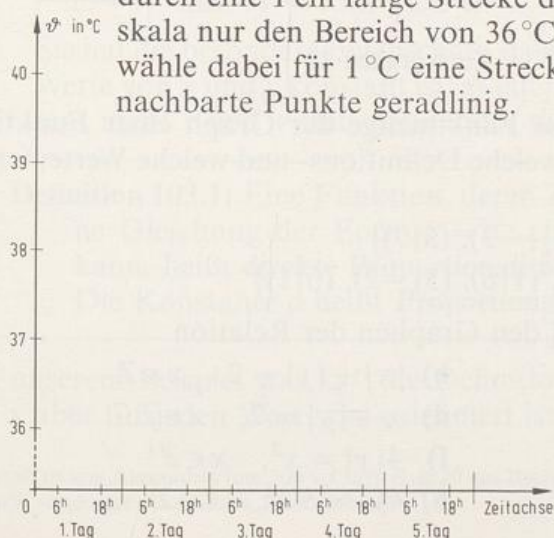 durch eine 1 cm lange Strecke d
skala nur den Bereich von 36 °C
wähle dabei für 1 °C eine Streck
nachbarte Punkte geradlinig.
ϑ in °C
40
39
38
37
36
0 6ʰ 18ʰ 6ʰ 18ʰ 6ʰ 18ʰ 6ʰ 18ʰ 6ʰ 18ʰ Zeitachse
1.Tag 2.Tag 3.Tag 4.Tag 5.Tag